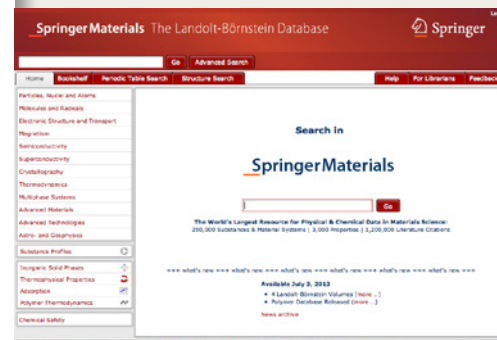 SpringerMaterials The Landolt-Börnstein Database
Springer
Go Advanced Search
Home Bookshelf Periodic Table Search Structure Search Help For Librarians Feedback
Particles, Nuclei and Atoms
Molecules and Radicals
Electronic Structure and Transport
Magnetism
Semiconductivity
Superconductivity
Crystallography
Thermodynamics
Multiphase Systems
Advanced Materials
Advanced Technologies
Astro- and Geophysics
Substance Profiles
Inorganic Solid Phases
Thermophysical Properties
Adsorption
Polymer Thermodynamics
Chemical Safety
Search in
SpringerMaterials
Go
The World's Largest Resource for Physical & Chemical Data in Materials Science:
250,000 Substances & Material Systems | 3,000 Properties | 1,200,000 Literature Citations
+++ what's new +++ what's new +++ what's new +++ what's new +++ what's new +++ what's new +++
Available July 3, 2013
• 4 Landolt-Börnstein Volumes [more ...]
• Polymer Database Released [more ...]
News archive